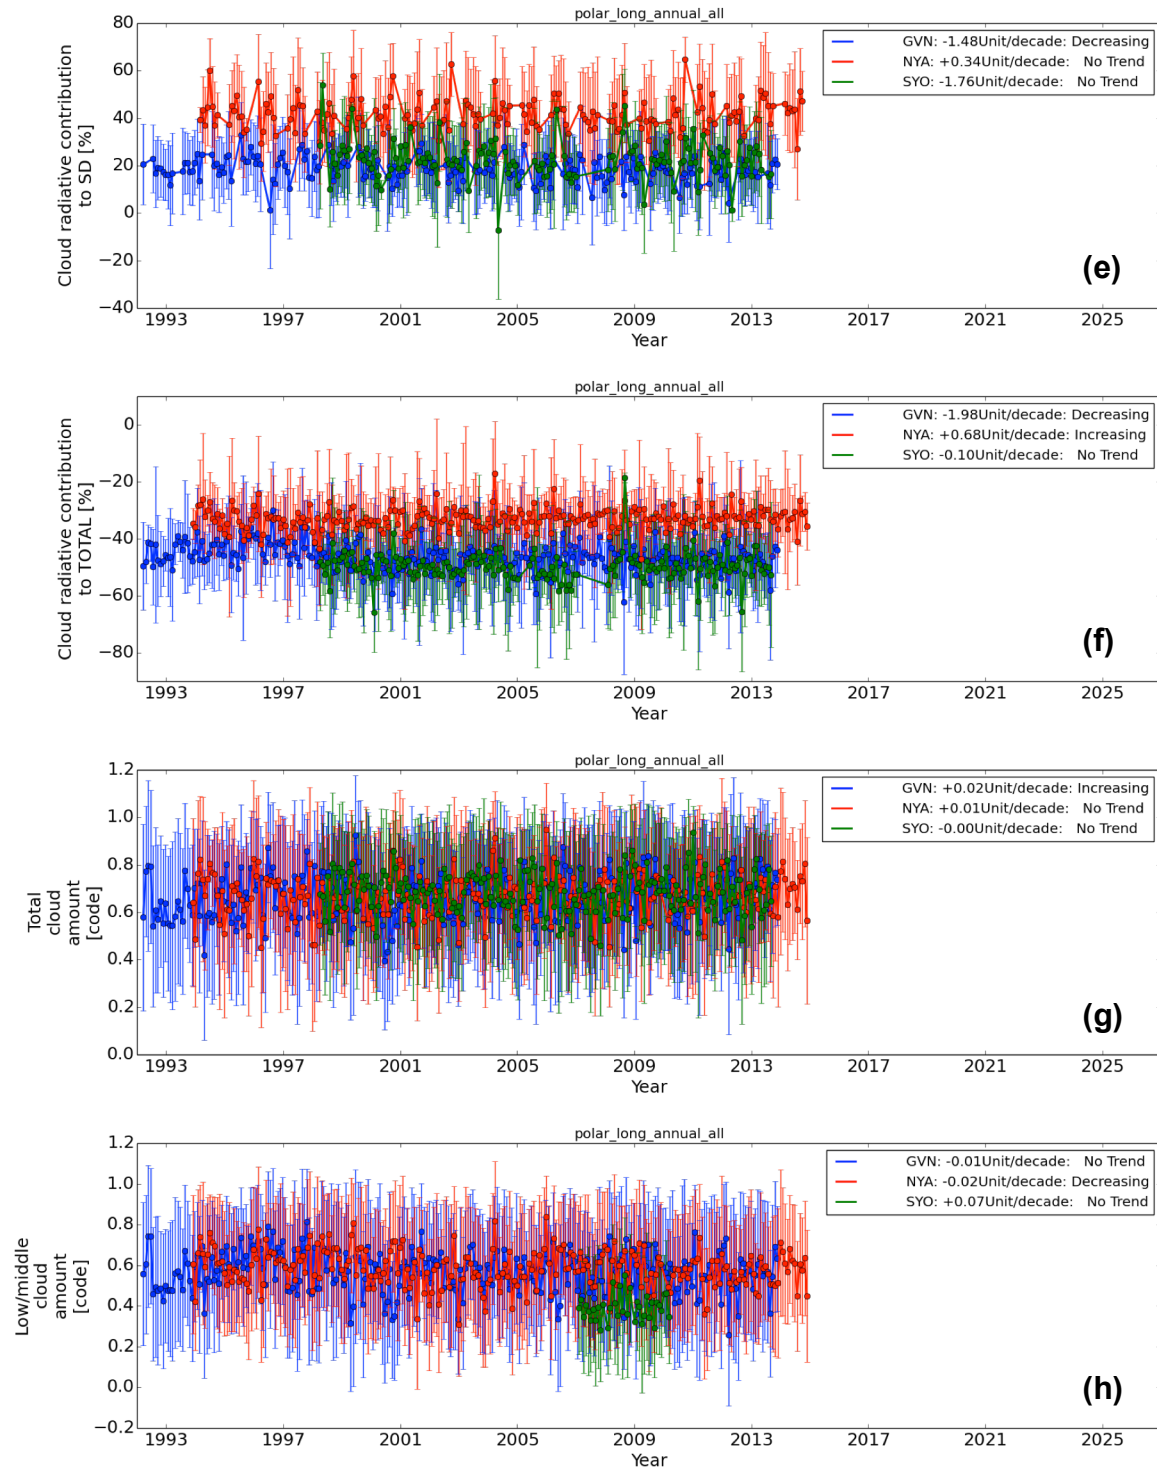 polar_long_annual_all
Cloud radiative contribution
to SD [%]
80
60
40
20
0
−20
−40
GVN: -1.48Unit/decade: Decreasing
NYA: +0.34Unit/decade: No Trend
SYO: -1.76Unit/decade: No Trend
(e)
1993 1997 2001 2005 2009 2013 2017 2021 2025
Year
polar_long_annual_all
Cloud radiative contribution
to TOTAL [%]
0
−20
−40
−60
−80
GVN: -1.98Unit/decade: Decreasing
NYA: +0.68Unit/decade: Increasing
SYO: -0.10Unit/decade: No Trend
(f)
1993 1997 2001 2005 2009 2013 2017 2021 2025
Year
polar_long_annual_all
Total
cloud
amount
[code]
1.2
1.0
0.8
0.6
0.4
0.2
0.0
GVN: +0.02Unit/decade: Increasing
NYA: +0.01Unit/decade: No Trend
SYO: -0.00Unit/decade: No Trend
(g)
1993 1997 2001 2005 2009 2013 2017 2021 2025
Year
polar_long_annual_all
Low/middle
cloud
amount
[code]
1.2
1.0
0.8
0.6
0.4
0.2
0.0
−0.2
GVN: -0.01Unit/decade: No Trend
NYA: -0.02Unit/decade: Decreasing
SYO: +0.07Unit/decade: No Trend
(h)
1993 1997 2001 2005 2009 2013 2017 2021 2025
Year